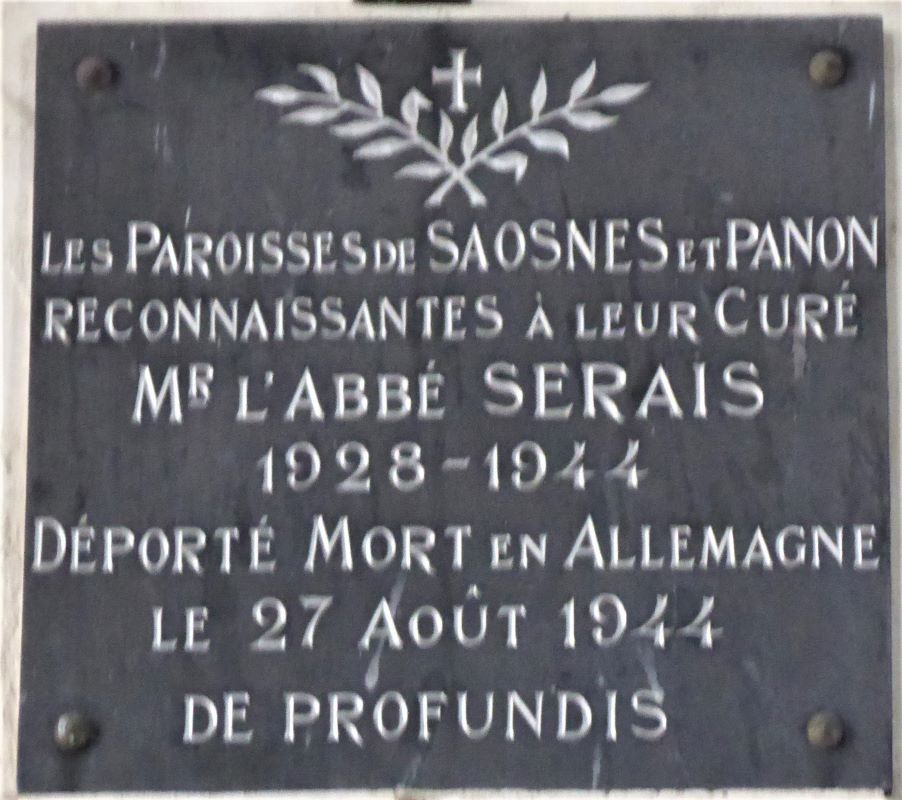 LES PAROISSES DE SAOSNES ET PANON
RECONNAISSANTES À LEUR CURÉ
MR L'ABBÉ SERAIS
1928-1944
DÉPORTÉ MORT EN ALLEMAGNE
LE 27 AOÛT 1944
DE PROFUNDIS